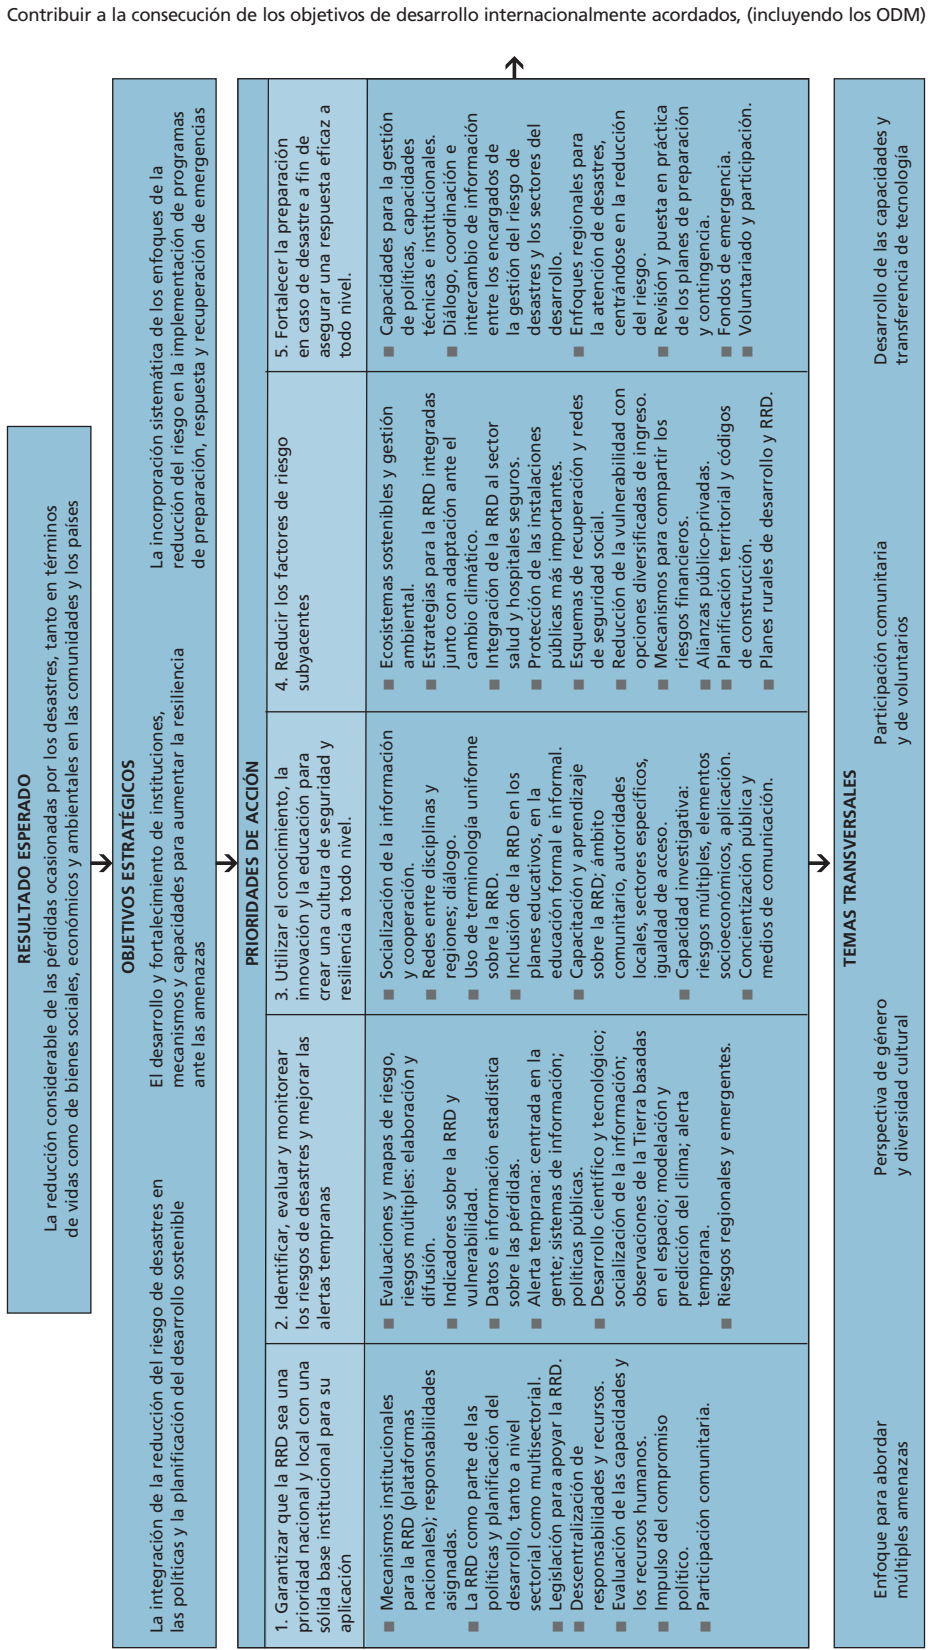 Contribuir a la consecución de los objetivos de desarrollo internacionalmente acordados, (incluyendo los ODM)
RESULTADO ESPERADO
La reducción considerable de las pérdidas ocasionadas por los desastres, tanto en términos
de vidas como de bienes sociales, económicos y ambientales en las comunidades y los países
OBJETIVOS ESTRATÉGICOS
La integración de la reducción del riesgo de desastres en
las políticas y la planificación del desarrollo sostenible
El desarrollo y fortalecimiento de instituciones,
mecanismos y capacidades para aumentar la resiliencia
ante las amenazas
La incorporación sistemática de los enfoques de la
reducción del riesgo en la implementación de programas
de preparación, respuesta y recuperación de emergencias
PRIORIDADES DE ACCIÓN
1. Garantizar que la RRD sea una
prioridad nacional y local con una
sólida base institucional para su
aplicación
■ Mecanismos institucionales
para la RRD (plataformas
nacionales); responsabilidades
asignadas.
■ La RRD como parte de las
políticas y planificación del
desarrollo, tanto a nivel
sectorial como multisectorial.
■ Legislación para apoyar la RRD.
■ Descentralización de
responsabilidades y recursos.
■ Evaluación de las capacidades y
los recursos humanos.
■ Impulso del compromiso
político.
■ Participación comunitaria.
2. Identificar, evaluar y monitorear
los riesgos de desastres y mejorar las
alertas tempranas
■ Evaluaciones y mapas de riesgo,
riesgos múltiples: elaboración y
difusión.
■ Indicadores sobre la RRD y
vulnerabilidad.
■ Datos e información estadística
sobre las pérdidas.
■ Alerta temprana: centrada en la
gente; sistemas de información;
políticas públicas.
■ Desarrollo científico y tecnológico;
socialización de la información;
observaciones de la Tierra basadas
en el espacio; modelación y
predicción del clima; alerta
temprana.
■ Riesgos regionales y emergentes.
3. Utilizar el conocimiento, la
innovación y la educación para
crear una cultura de seguridad y
resiliencia a todo nivel.
■ Socialización de la información
y cooperación.
■ Redes entre disciplinas y
regiones; diálogo.
■ Uso de terminología uniforme
sobre la RRD.
■ Inclusión de la RRD en los
planes educativos, en la
educación formal e informal.
■ Capacitación y aprendizaje
sobre la RRD; ámbito
comunitario, autoridades
locales, sectores específicos,
igualdad de acceso.
■ Capacidad investigativa:
riesgos múltiples, elementos
socioeconómicos, aplicación.
■ Concientización pública y
medios de comunicación.
4. Reducir los factores de riesgo
subyacentes
■ Ecosistemas sostenibles y gestión
ambiental.
■ Estrategias para la RRD integradas
junto con adaptación ante el
cambio climático.
■ Integración de la RRD al sector
salud y hospitales seguros.
■ Protección de las instalaciones
públicas más importantes.
■ Esquemas de recuperación y redes
de seguridad social.
■ Reducción de la vulnerabilidad con
opciones diversificadas de ingreso.
■ Mecanismos para compartir los
riesgos financieros.
■ Alianzas público-privadas.
■ Planificación territorial y códigos
de construcción.
■ Planes rurales de desarrollo y RRD.
5. Fortalecer la preparación
en caso de desastre a fin de
asegurar una respuesta eficaz a
todo nivel.
■ Capacidades para la gestión
de políticas, capacidades
técnicas e institucionales.
■ Diálogo, coordinación e
intercambio de información
entre los encargados de
la gestión del riesgo de
desastres y los sectores del
desarrollo.
■ Enfoques regionales para
la atención de desastres,
centrándose en la reducción
del riesgo.
■ Revisión y puesta en práctica
de los planes de preparación
y contingencia.
■ Fondos de emergencia.
■ Voluntariado y participación.
TEMAS TRANSVERSALES
Enfoque para abordar
múltiples amenazas
Perspectiva de género
y diversidad cultural
Participación comunitaria
y de voluntarios
Desarrollo de las capacidades y
transferencia de tecnología